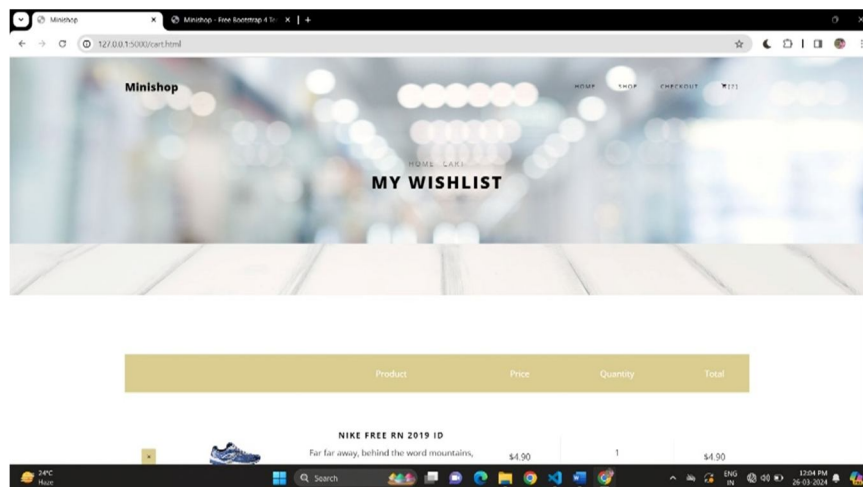 Minishop
Minishop - Free Bootstrap 4 Te
127.0.0.1:5000/cart.html
Minishop
HOME SHOP CHECKOUT
HOME CART
MY WISHLIST
Product Price Quantity Total
NIKE FREE RN 2019 ID
Far far away, behind the word mountains,
$4.90 1 $4.90
24°C
Haze
Search
ENG
IN
12:04 PM
26-03-2024